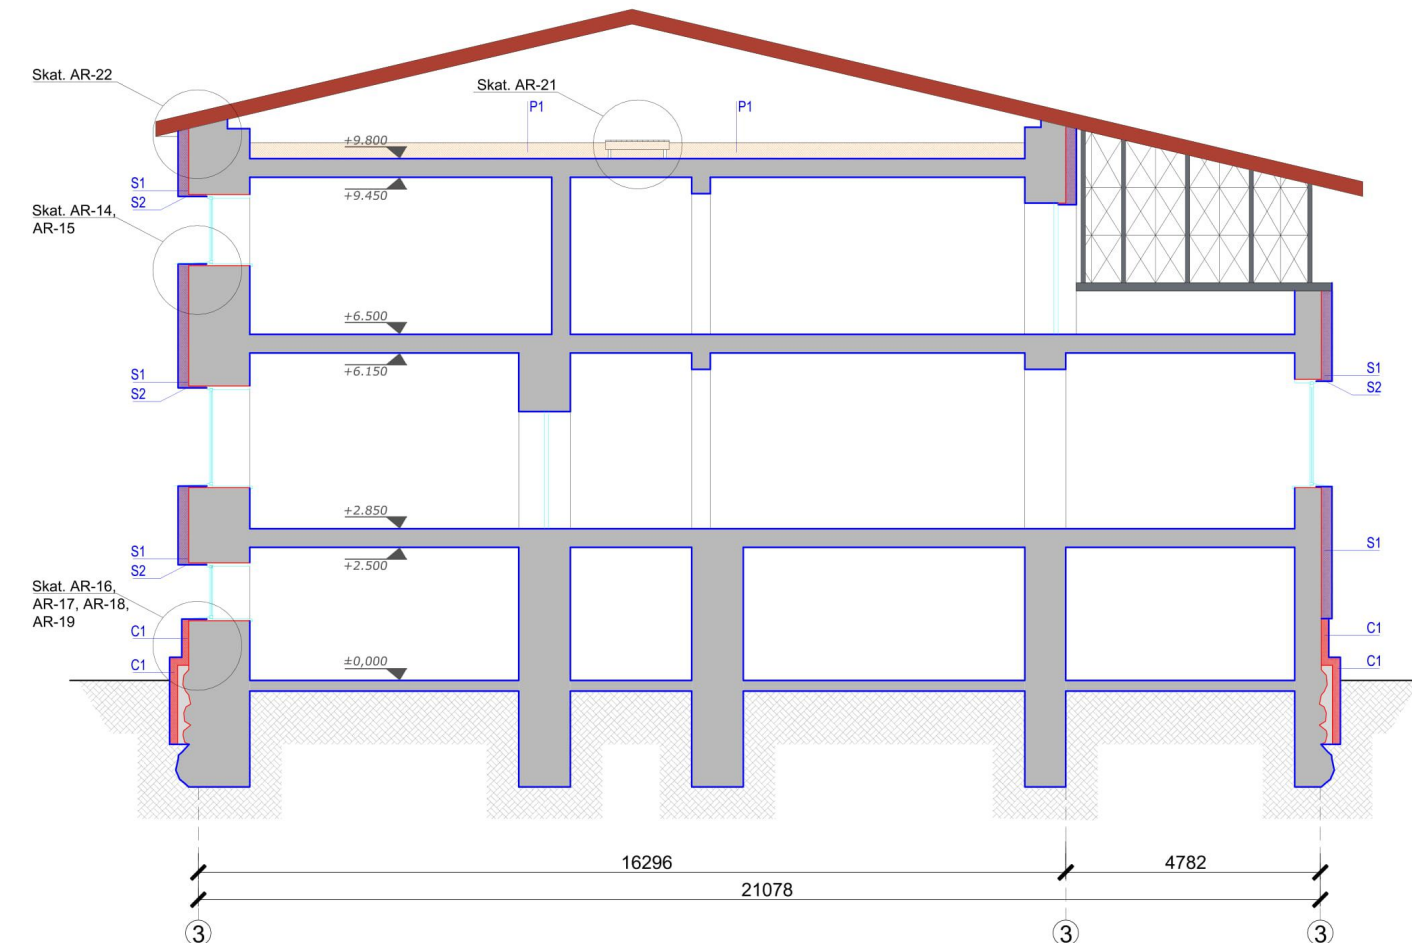 Skat. AR-22
Skat. AR-21
P1
P1
+9.800
+9.450
S1
S2
Skat. AR-14,
AR-15
+6.500
+6.150
S1
S2
S1
S2
+2.850
+2.500
S1
S2
S1
Skat. AR-16,
AR-17, AR-18,
AR-19
C1
C1
C1
C1
±0,000
16296
4782
21078
3
3
3